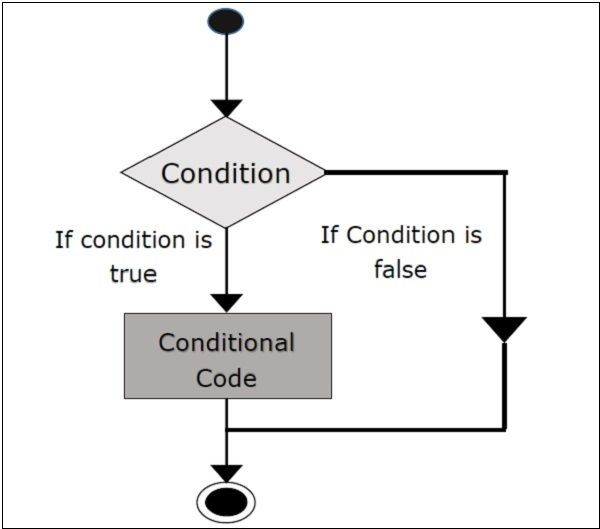 Condition
If condition is
true
If Condition is
false
Conditional
Code